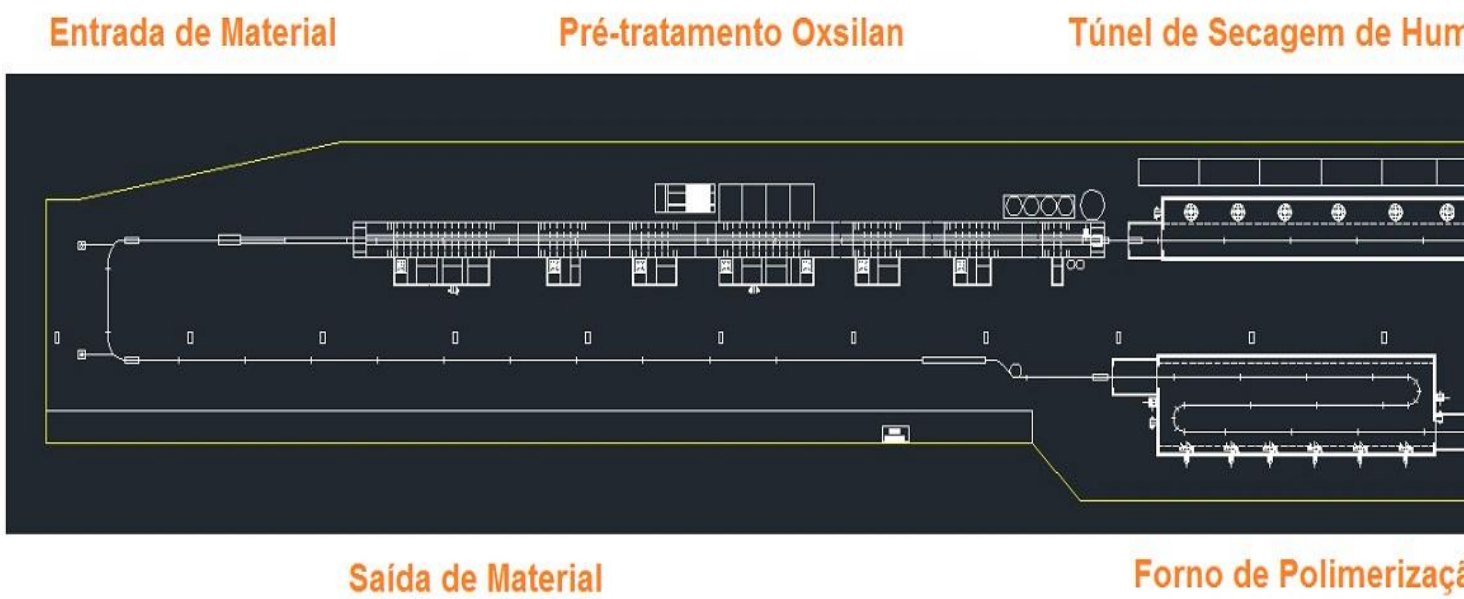 Entrada de Material
Pré-tratamento Oxsilan
Túnel de Secagem de Hum
Saída de Material
Forno de Polimerizaçã